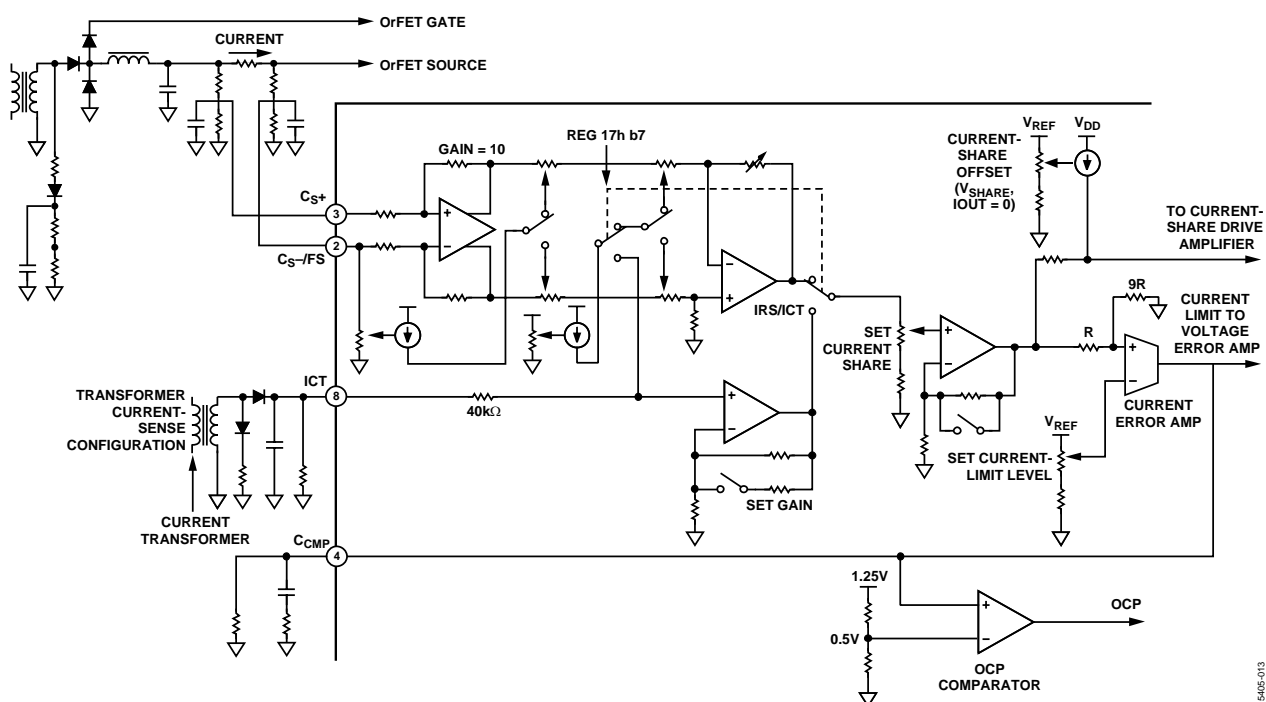 OrFET GATE
CURRENT
OrFET SOURCE
REG 17h b7
GAIN = 10
VREF
VDD
CURRENT-
SHARE
OFFSET
(VSHARE,
IOUT = 0)
CS+
3
2
CS−/FS
TO CURRENT-
SHARE DRIVE
AMPLIFIER
IRS/ICT
SET
CURRENT
SHARE
9R
R
CURRENT
LIMIT TO
VOLTAGE
ERROR AMP
CURRENT
ERROR AMP
VREF
SET CURRENT-
LIMIT LEVEL
TRANSFORMER
CURRENT-
SENSE
CONFIGURATION
ICT
8
40kΩ
SET GAIN
CURRENT
TRANSFORMER
CCMP
4
1.25V
0.5V
OCP
OCP
COMPARATOR
5405-013